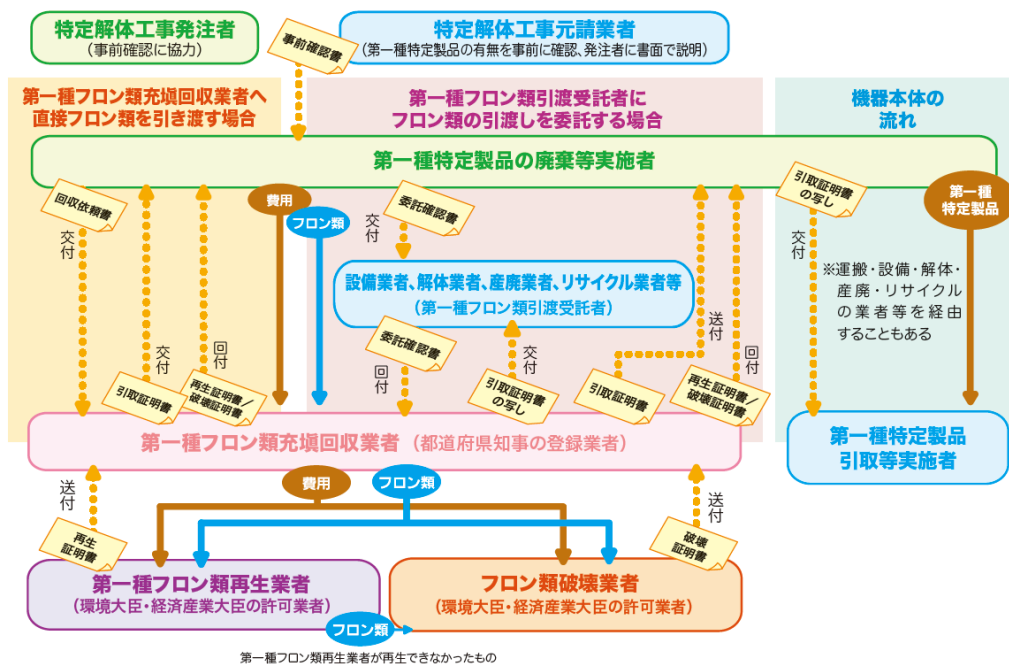 特定解体工事発注者
（事前確認に協力）
事前確認書
特定解体工事元請業者
（第一種特定製品の有無を事前に確認、発注者に書面で説明）
第一種フロン類充塡回収業者へ
直接フロン類を引き渡す場合
第一種フロン類引渡受託者に
フロン類の引渡しを委託する場合
機器本体の
流れ
第一種特定製品の廃棄等実施者
回収依頼書
交付
引取証明書
交付
再生証明書/
破壊証明書
回付
費用
フロン類
委託確認書
交付
設備業者、解体業者、産廃業者、リサイクル業者等
（第一種フロン類引渡受託者）
委託確認書
回付
引取証明書
の写し
交付
引取証明書
送付
再生証明書/
破壊証明書
回付
引取証明書
の写し
交付
第一種
特定製品
※運搬・設備・解体・
産廃・リサイクル
の業者等を経由
することもある
第一種フロン類充塡回収業者（都道府県知事の登録業者）
第一種特定製品
引取等実施者
送付
再生
証明書
費用
フロン類
送付
破壊
証明書
第一種フロン類再生業者
（環境大臣・経済産業大臣の許可業者）
フロン類破壊業者
（環境大臣・経済産業大臣の許可業者）
フロン類
第一種フロン類再生業者が再生できなかったもの